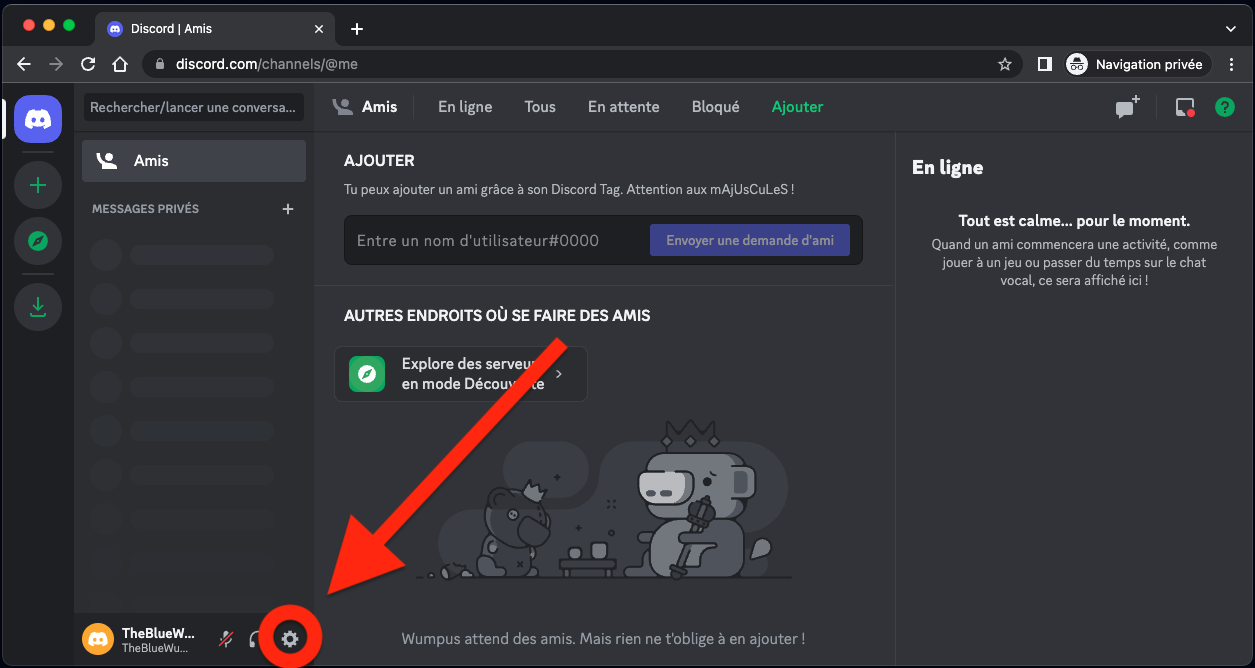 Discord | Amis
discord.com/channels/@me
Navigation privée
Rechercher/lancer une conversa...
Amis
En ligne
Tous
En attente
Bloqué
Ajouter
?
Amis
MESSAGES PRIVÉS
AJOUTER
Tu peux ajouter un ami grâce à son Discord Tag. Attention aux mAjUsCuLeS !
Entre un nom d'utilisateur#0000
Envoyer une demande d'ami
AUTRES ENDROITS OÙ SE FAIRE DES AMIS
Explore des serveu
en mode Découverte
Wumpus attend des amis. Mais rien ne t'oblige à en ajouter !
En ligne
Tout est calme... pour le moment.
Quand un ami commencera une activité, comme
jouer à un jeu ou passer du temps sur le chat
vocal, ce sera affiché ici !
TheBlueW...
TheBlueWu...